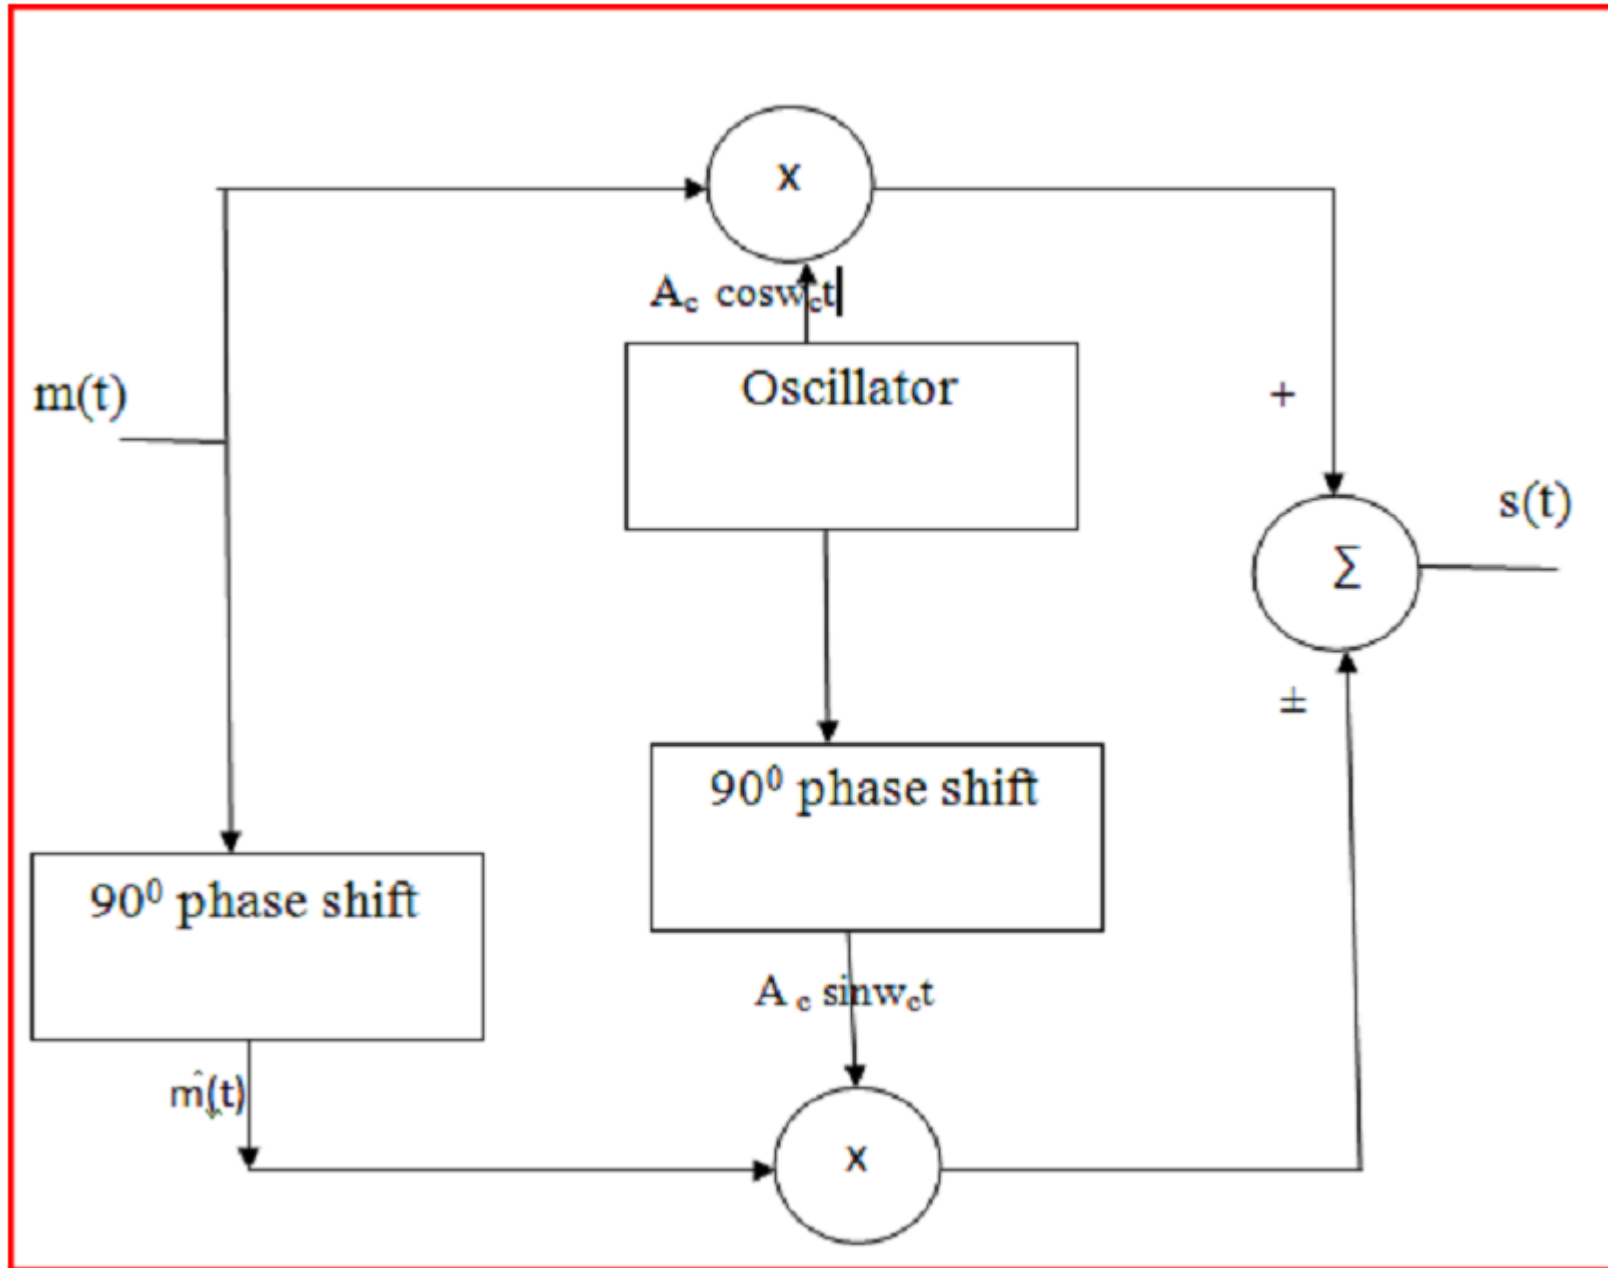 x
A_c cosw_ct
Oscillator
m(t)
+
s(t)
∑
±
90⁰ phase shift
90⁰ phase shift
A_c sinw_ct
m̂(t)
x